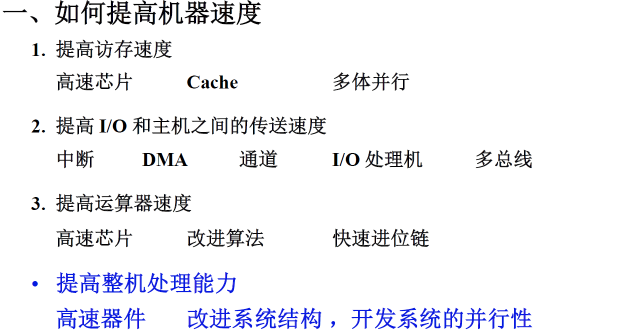 一、如何提高机器速度
1. 提高访存速度
高速芯片 Cache 多体并行
2. 提高 I/O 和主机之间的传送速度
中断 DMA 通道 I/O 处理机 多总线
3. 提高运算器速度
高速芯片 改进算法 快速进位链
• 提高整机处理能力
高速器件 改进系统结构 ，开发系统的并行性